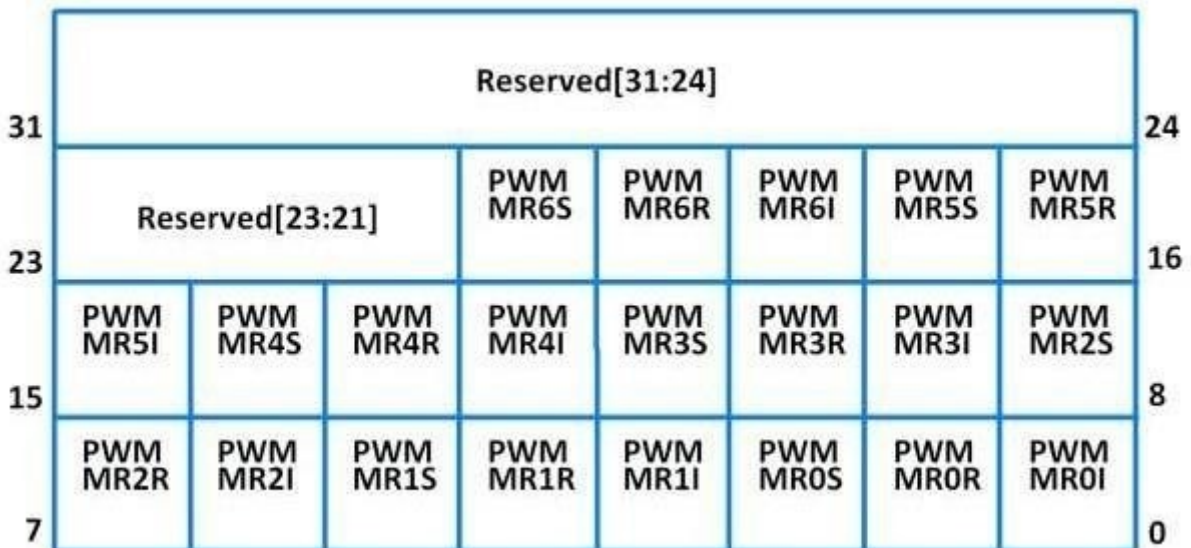 Reserved[31:24]
31 24
PWM PWM PWM PWM PWM
MR6S MR6R MR6I MR5S MR5R
Reserved[23:21]
23 16
PWM PWM PWM PWM PWM PWM PWM PWM
MR5I MR4S MR4R MR4I MR3S MR3R MR3I MR2S
15 8
PWM PWM PWM PWM PWM PWM PWM PWM
MR2R MR2I MR1S MR1R MR1I MR0S MR0R MR0I
7 0